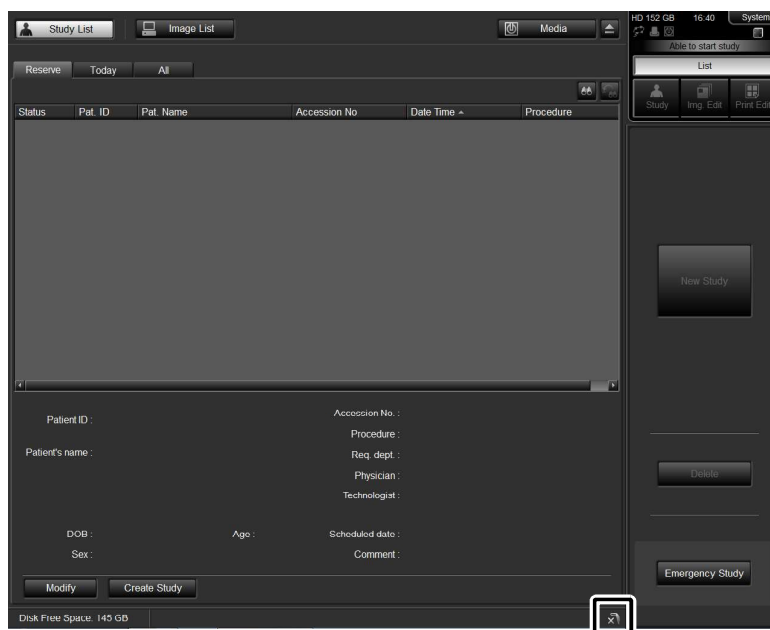 Study List Image List Media
HD 152 GB 16:40 System
Able to start study
List
Study Img. Edit Print Edit
Reserve Today All
Status Pat. ID Pat. Name Accession No Date Time Procedure
New Study
Patient ID :
Patient's name :
Accession No. :
Procedure :
Req. dept. :
Physician :
Technologist :
DOB : Age : Scheduled date :
Sex : Comment :
Delete
Emergency Study
Modify Create Study
Disk Free Space. 145 GB